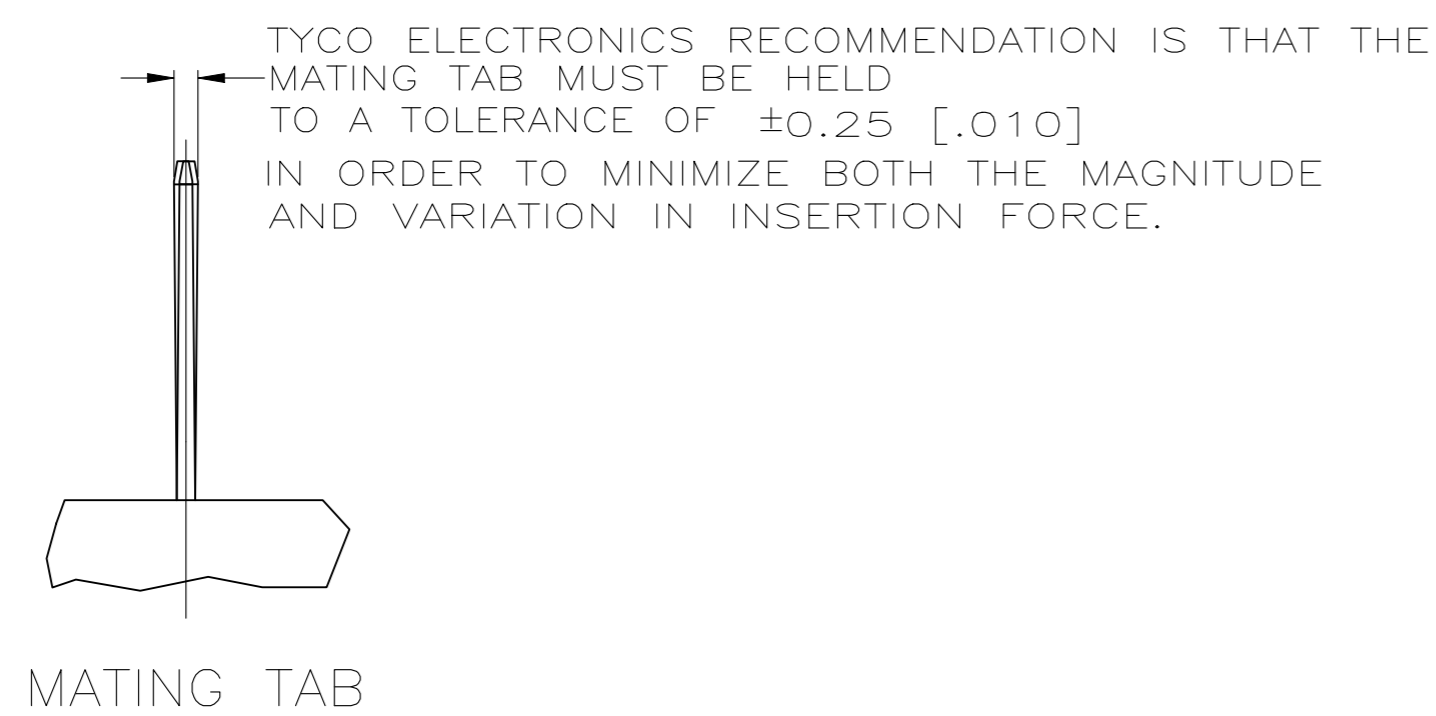 TYCO ELECTRONICS RECOMMENDATION IS THAT THE
MATING TAB MUST BE HELD
TO A TOLERANCE OF ±0.25 [.010]
IN ORDER TO MINIMIZE BOTH THE MAGNITUDE
AND VARIATION IN INSERTION FORCE.
MATING TAB